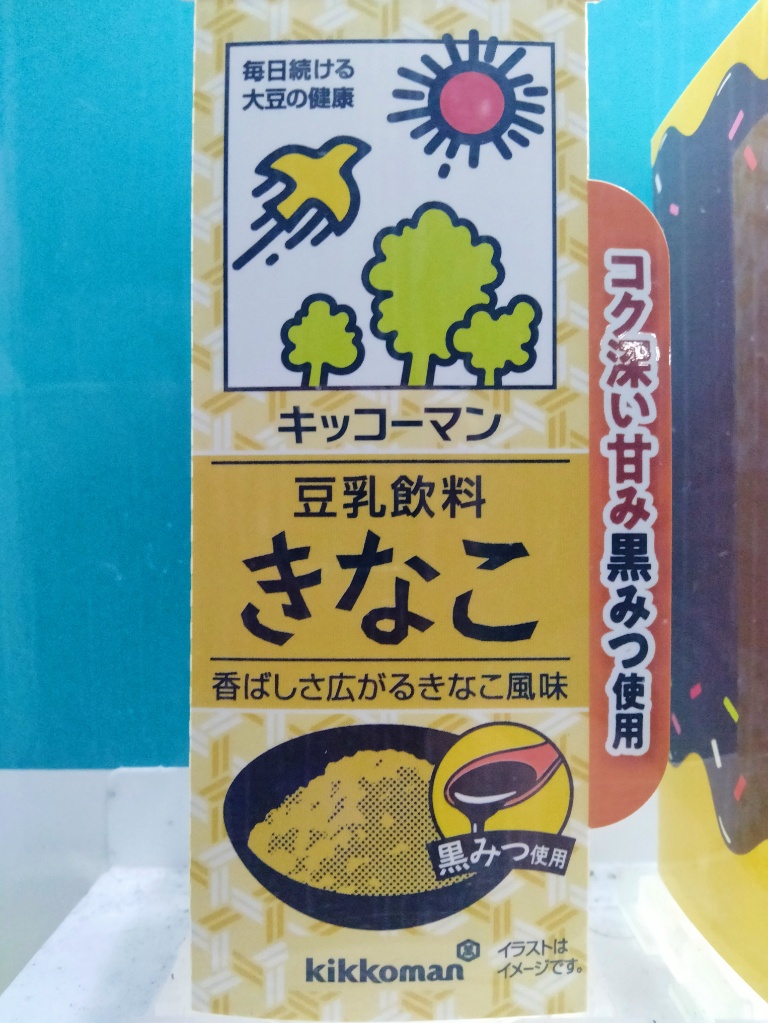 毎日続ける
大豆の健康
キッコーマン
豆乳飲料
きなこ
香ばしさ広がるきなこ風味
黒みつ使用
kikkoman
イラストは
イメージです。
コク深い甘み黒みつ使用